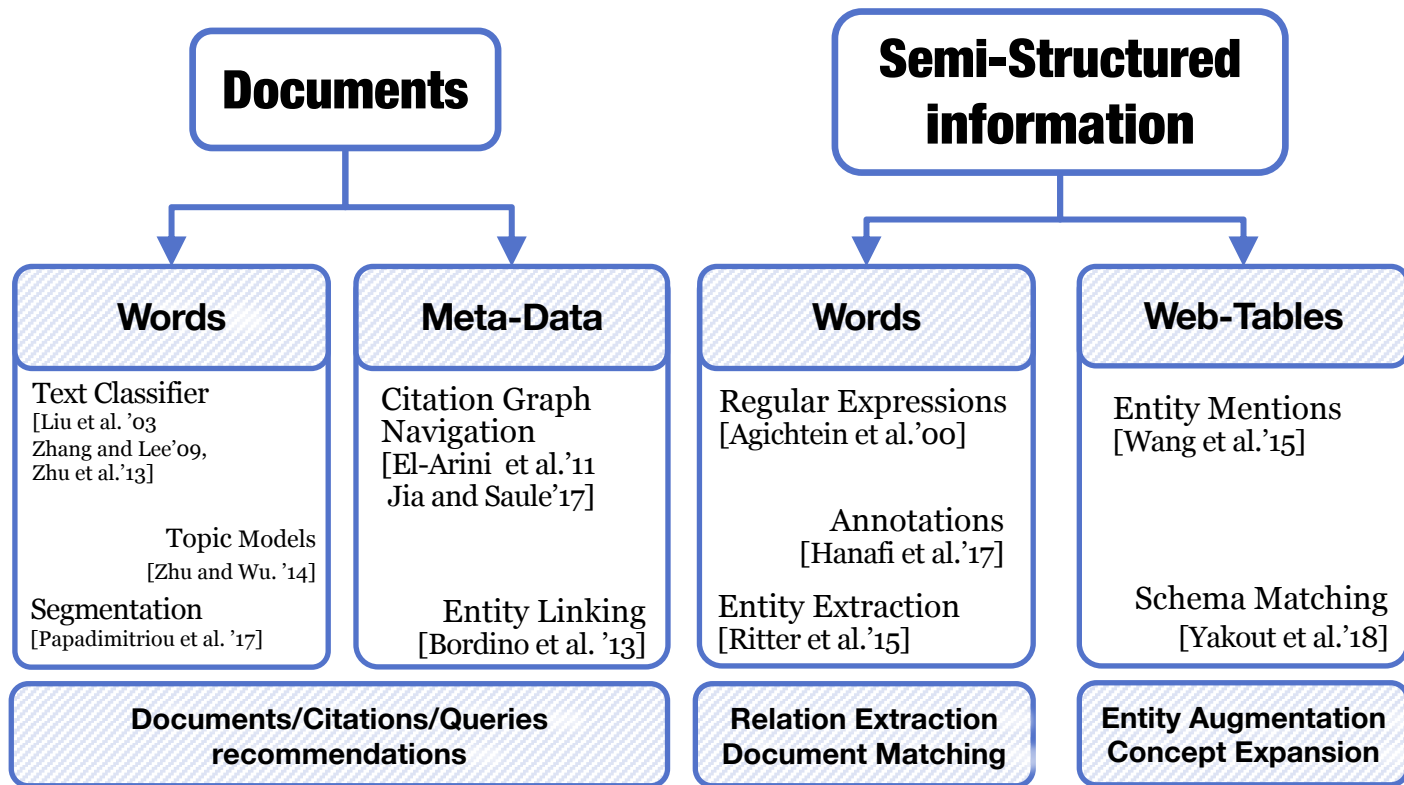 Documents
Semi-Structured
information
Words
Text Classifier
[Liu et al. ’03
Zhang and Lee’09,
Zhu et al.’13]
Topic Models
[Zhu and Wu. ’14]
Segmentation
[Papadimitriou et al. ’17]
Meta-Data
Citation Graph
Navigation
[El-Arini et al.’11
Jia and Saule’17]
Entity Linking
[Bordino et al. ’13]
Documents/Citations/Queries
recommendations
Words
Regular Expressions
[Agichtein et al.’00]
Annotations
[Hanafi et al.’17]
Entity Extraction
[Ritter et al.’15]
Relation Extraction
Document Matching
Web-Tables
Entity Mentions
[Wang et al.’15]
Schema Matching
[Yakout et al.’18]
Entity Augmentation
Concept Expansion